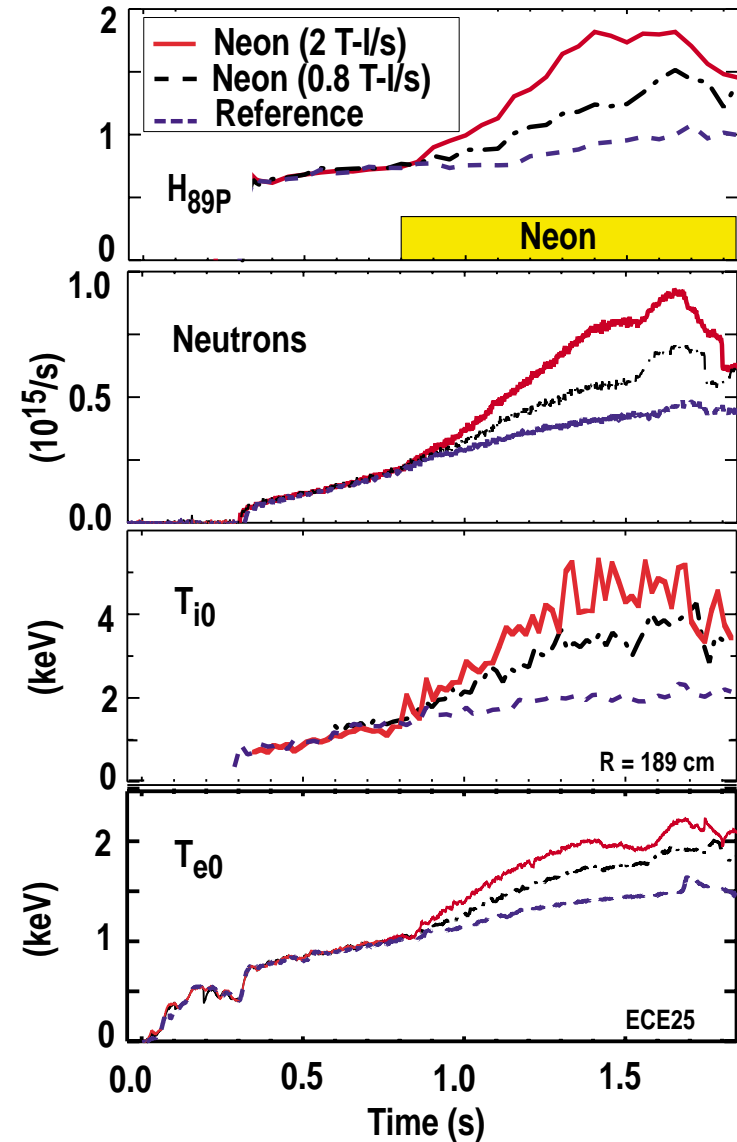 2
Neon (2 T-l/s)
Neon (0.8 T-l/s)
Reference
1
H89P
Neon
0
1.0
Neutrons
0.5
(10^15/s)
0.0
Ti0
4
(keV)
2
R = 189 cm
0
2
Te0
(keV)
1
ECE25
0
0.0 0.5 1.0 1.5
Time (s)